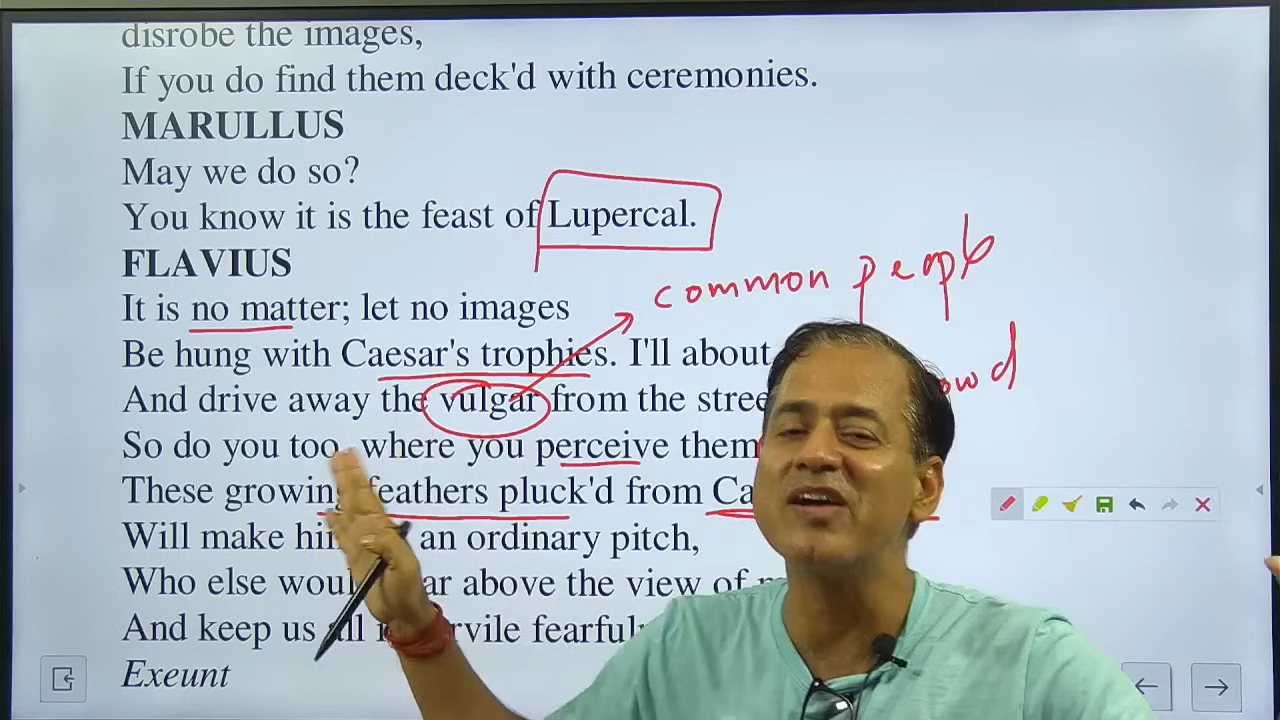 disrobe the images,
If you do find them deck'd with ceremonies.
MARULLUS
May we do so?
You know it is the feast of Lupercal.
FLAVIUS
common people
It is no matter; let no images
Be hung with Caesar's trophies. I'll about
And drive away the vulgar from the stree
So do you too, where you perceive them
These growing feathers pluck'd from Ca
Will make hi an ordinary pitch,
Who else woul ar above the view of
And keep us all rvile fearful
Exeunt